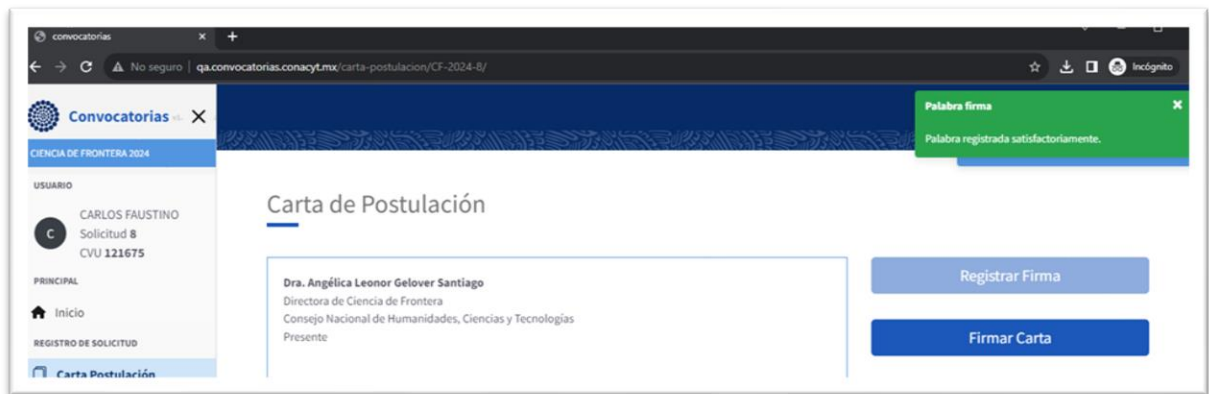 convocatorias
No seguro | qa.convocatorias.conacyt.mx/carta-postulacion/CF-2024-8/
Incógnito
Convocatorias
Palabra firma
Palabra registrada satisfactoriamente.
CIENCIA DE FRONTERA 2024
USUARIO
C
CARLOS FAUSTINO
Solicitud 8
CVU 121675
PRINCIPAL
Inicio
REGISTRO DE SOLICITUD
Carta Postulación
Carta de Postulación
Dra. Angélica Leonor Gelover Santiago
Directora de Ciencia de Frontera
Consejo Nacional de Humanidades, Ciencias y Tecnologías
Presente
Registrar Firma
Firmar Carta